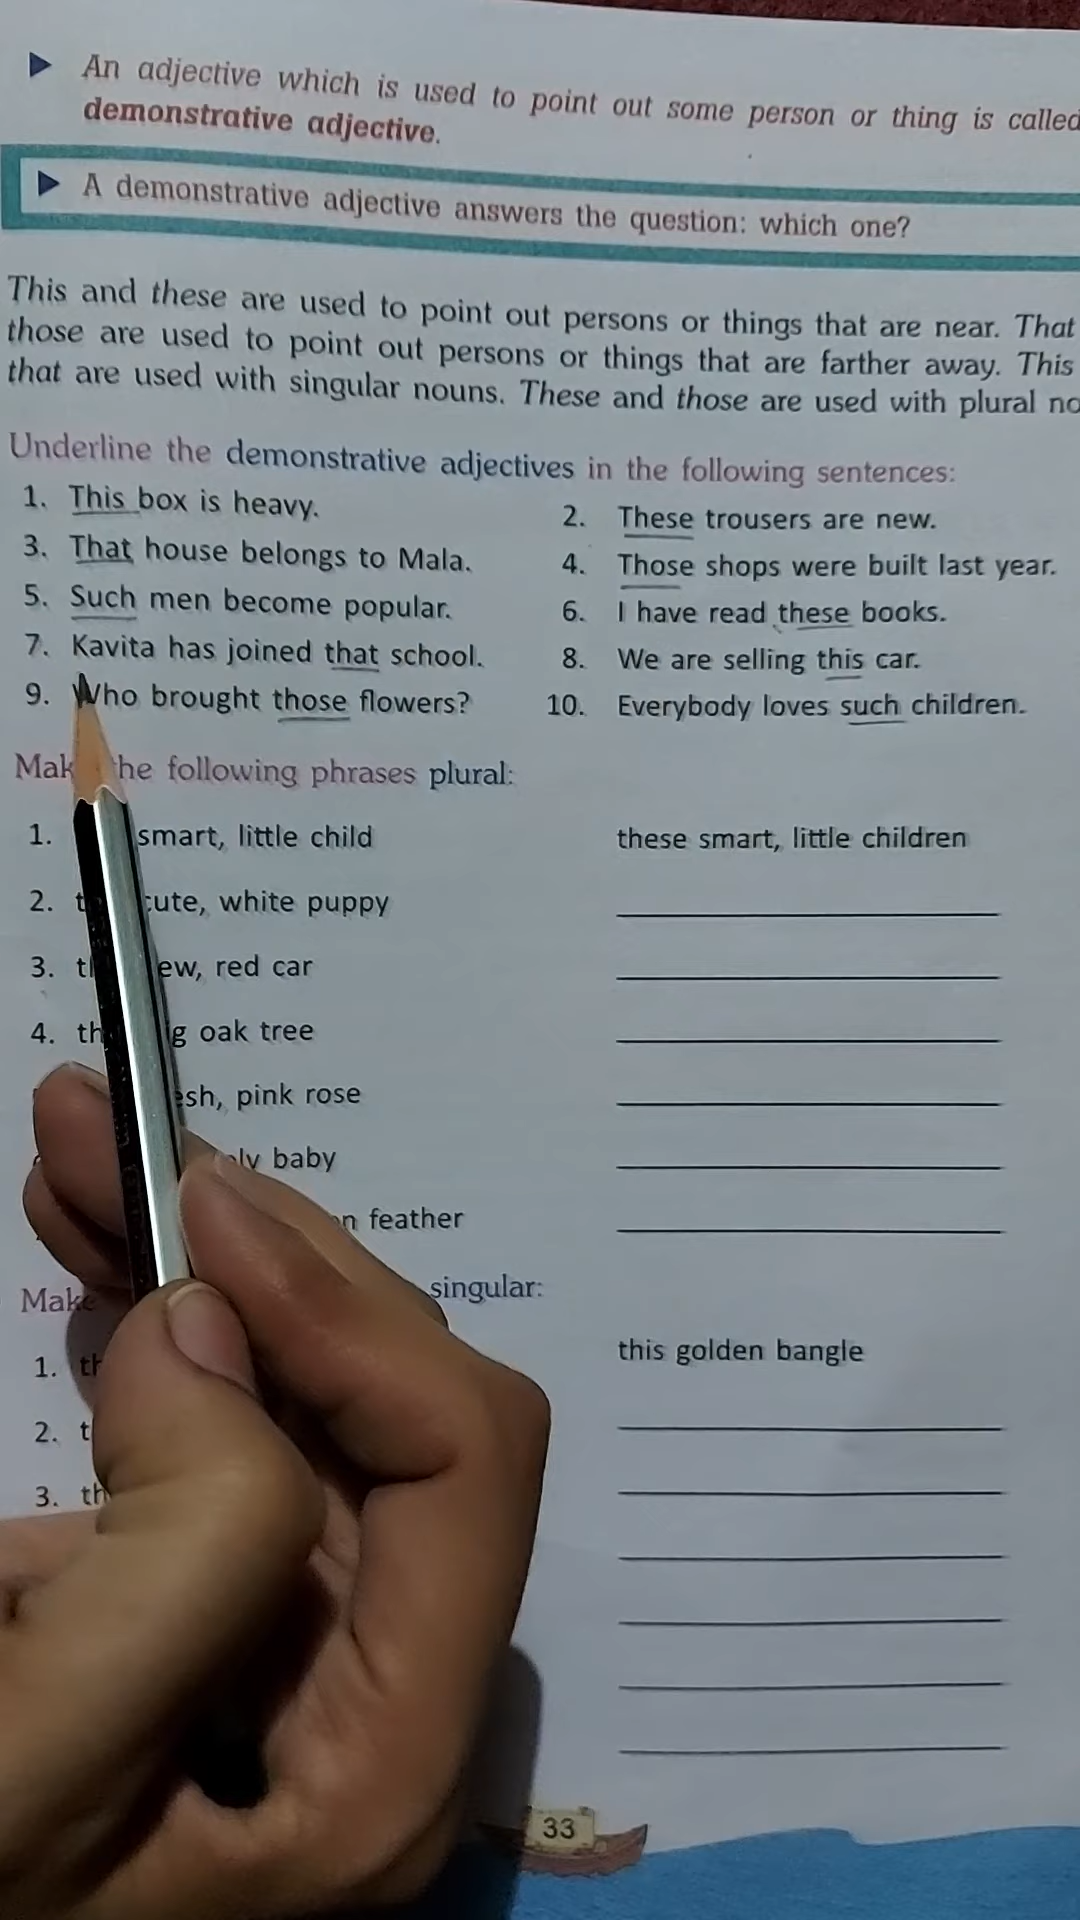 An adjective which is used to point out some person or thing is called
demonstrative adjective.
A demonstrative adjective answers the question: which one?
This and these are used to point out persons or things that are near. That
those are used to point out persons or things that are farther away. This
that are used with singular nouns. These and those are used with plural
Underline the demonstrative adjectives in the following sentences:
1. This box is heavy.
2. These trousers are new.
3. That house belongs to Mala.
4. Those shops were built last year.
5. Such men become popular.
6. I have read these books.
7. Kavita has joined that school.
8. We are selling this car.
9. Who brought those flowers?
10. Everybody loves such children.
the following phrases plural:
1. smart, little child
these smart, little children
2. cute, white puppy
3. red car
4. oak tree
pink rose
baby
feather
Make singular:
1.
this golden bangle
2.
3.
33